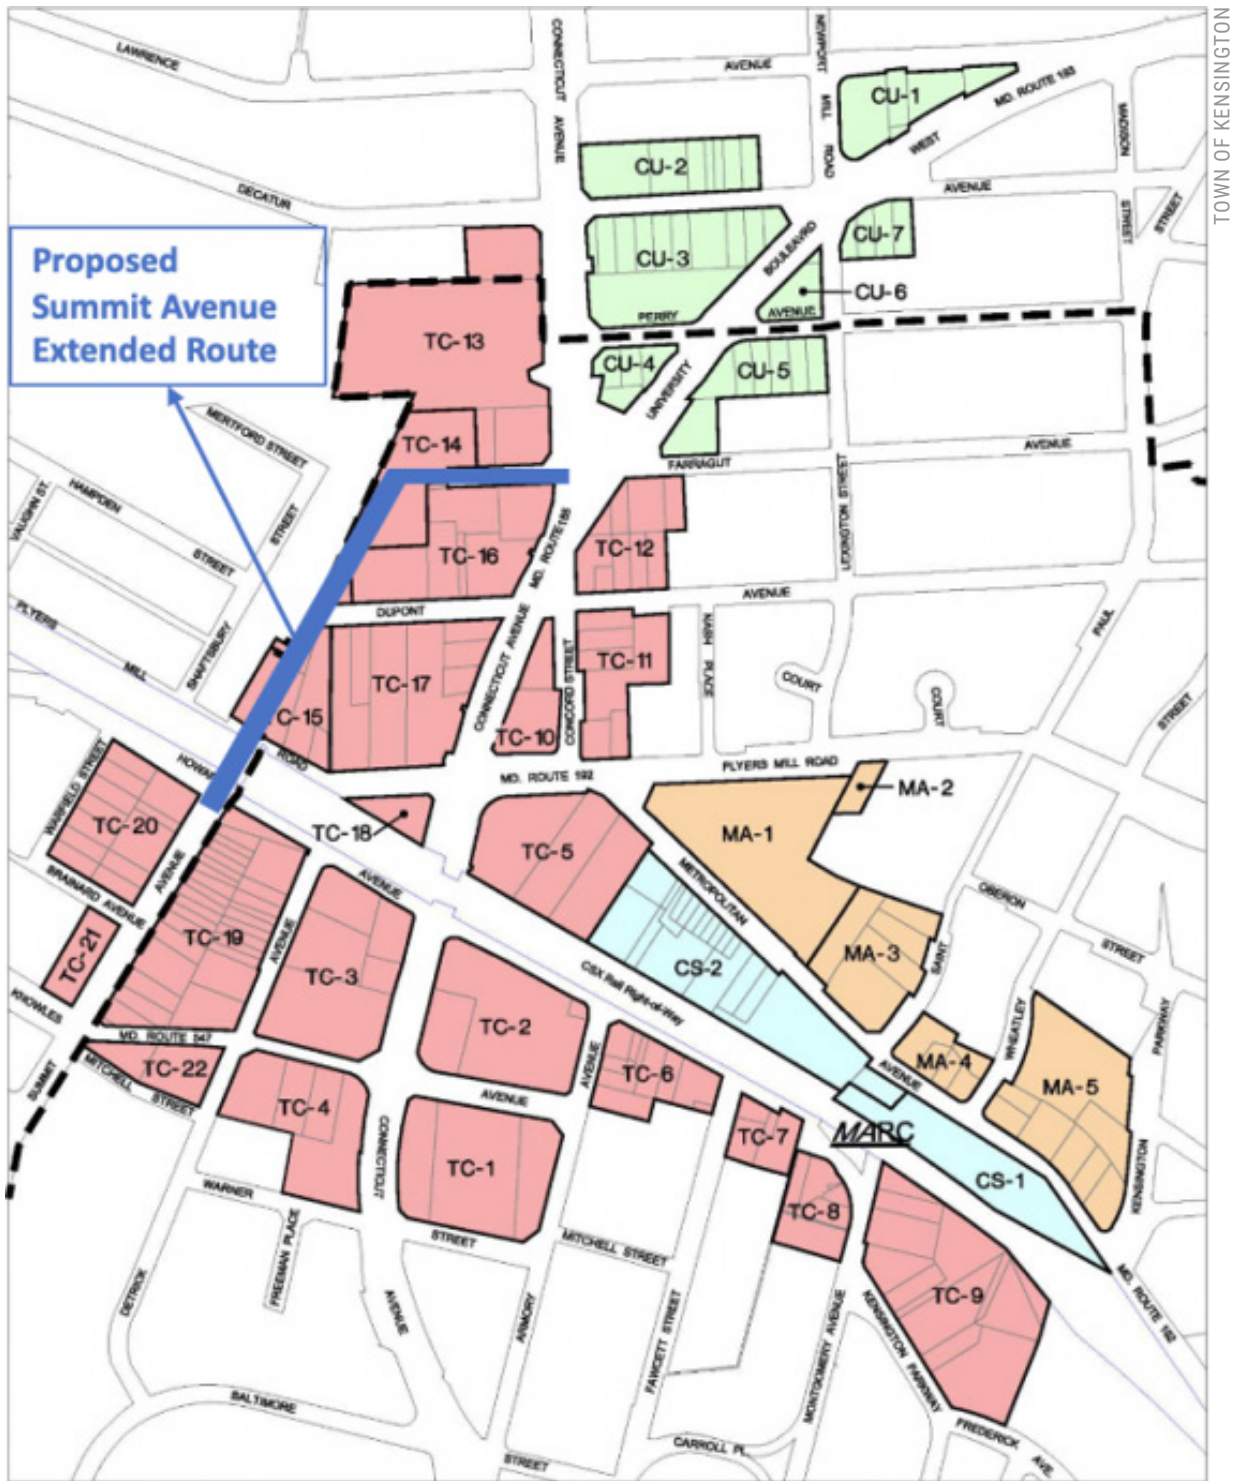 TOWN OF KENSINGTON
LAWRENCE
CONNECTICUT AVENUE
AVENUE
NEWPORT MILL ROAD
CU-1
MD. ROUTE 193
WEST
MADISON STREET
CU-2
AVENUE
STREET
DECATUR
CU-7
CU-3
BOULEAVRD
CU-6
Proposed
Summit Avenue
Extended Route
PERRY
AVENUE
TC-13
CU-4
CU-5
UNIVERSITY
MERTFORD STREET
TC-14
AVENUE
FARRAGUT
VAUGHN ST.
HAMPDEN
STREET
STREET
LEXINGTON STREET
MD. ROUTE 185
TC-16
TC-12
DUPONT
AVENUE
PLYERS
MILL
SHAFTSBURY
CONNECTICUT AVENUE
CONCORD STREET
NASH PLACE
PAUL
TC-11
TC-17
COURT
COURT
STREET
C-15
TC-10
WARFIELD STREET
ROAD
MD. ROUTE 192
PLYERS MILL ROAD
MA-2
TC-20
TC-18
TC-5
MA-1
BRAINARD AVENUE
AVENUE
AVENUE
METROPOLITAN
OBERON
STREET
TC-21
TC-19
AVENUE
TC-3
CS-2
MA-3
SAINT
CSX Rail Right-of-Way
KNOWLES
MD. ROUTE 547
TC-2
WHEATLEY
PARKWAY
SUMMIT
MITCHELL
STREET
TC-22
AVENUE
TC-6
AVENUE
MA-4
MA-5
TC-4
AVENUE
CONNECTICUT
TC-7
MARC
TC-1
CS-1
WARNER
TC-8
KENSINGTON
FREEMAN PLACE
STREET
MITCHELL STREET
MD. ROUTE 192
DETRICK
AVENUE
ARMORY
FAWCETT STREET
MONTGOMERY AVENUE
KENSINGTON PARKWAY
TC-9
BALTIMORE
STREET
CARROLL PL.
FREDERICK AVE.